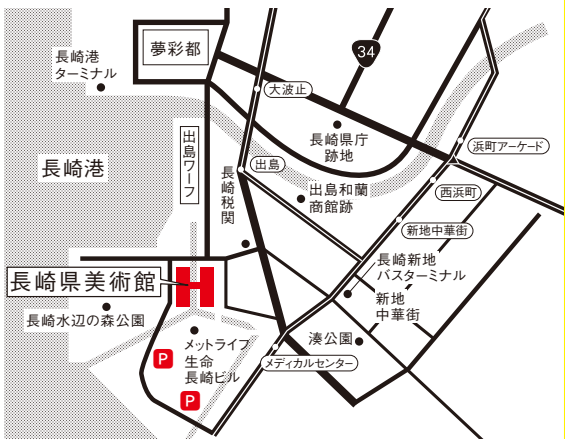 夢彩都
34
長崎港
ターミナル
大波止
長崎県庁
跡地
浜町アーケード
長崎港
出島ワーフ
出島
長崎税関
出島和蘭
商館跡
西浜町
新地中華街
長崎新地
バスターミナル
長崎県美術館
新地
中華街
長崎水辺の森公園
メットライフ
生命
長崎ビル
湊公園
メディカルセンター
P
P